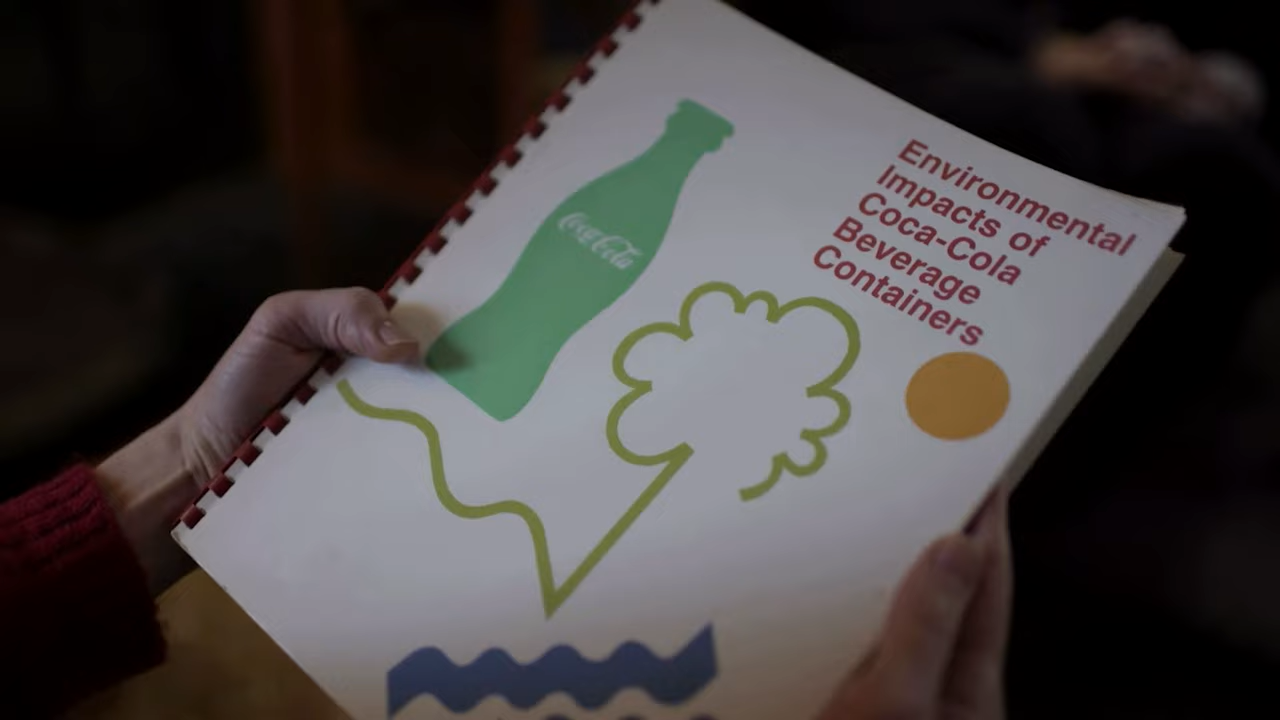 Environmental
Impacts of
Coca-Cola
Beverage
Containers
Coca-Cola